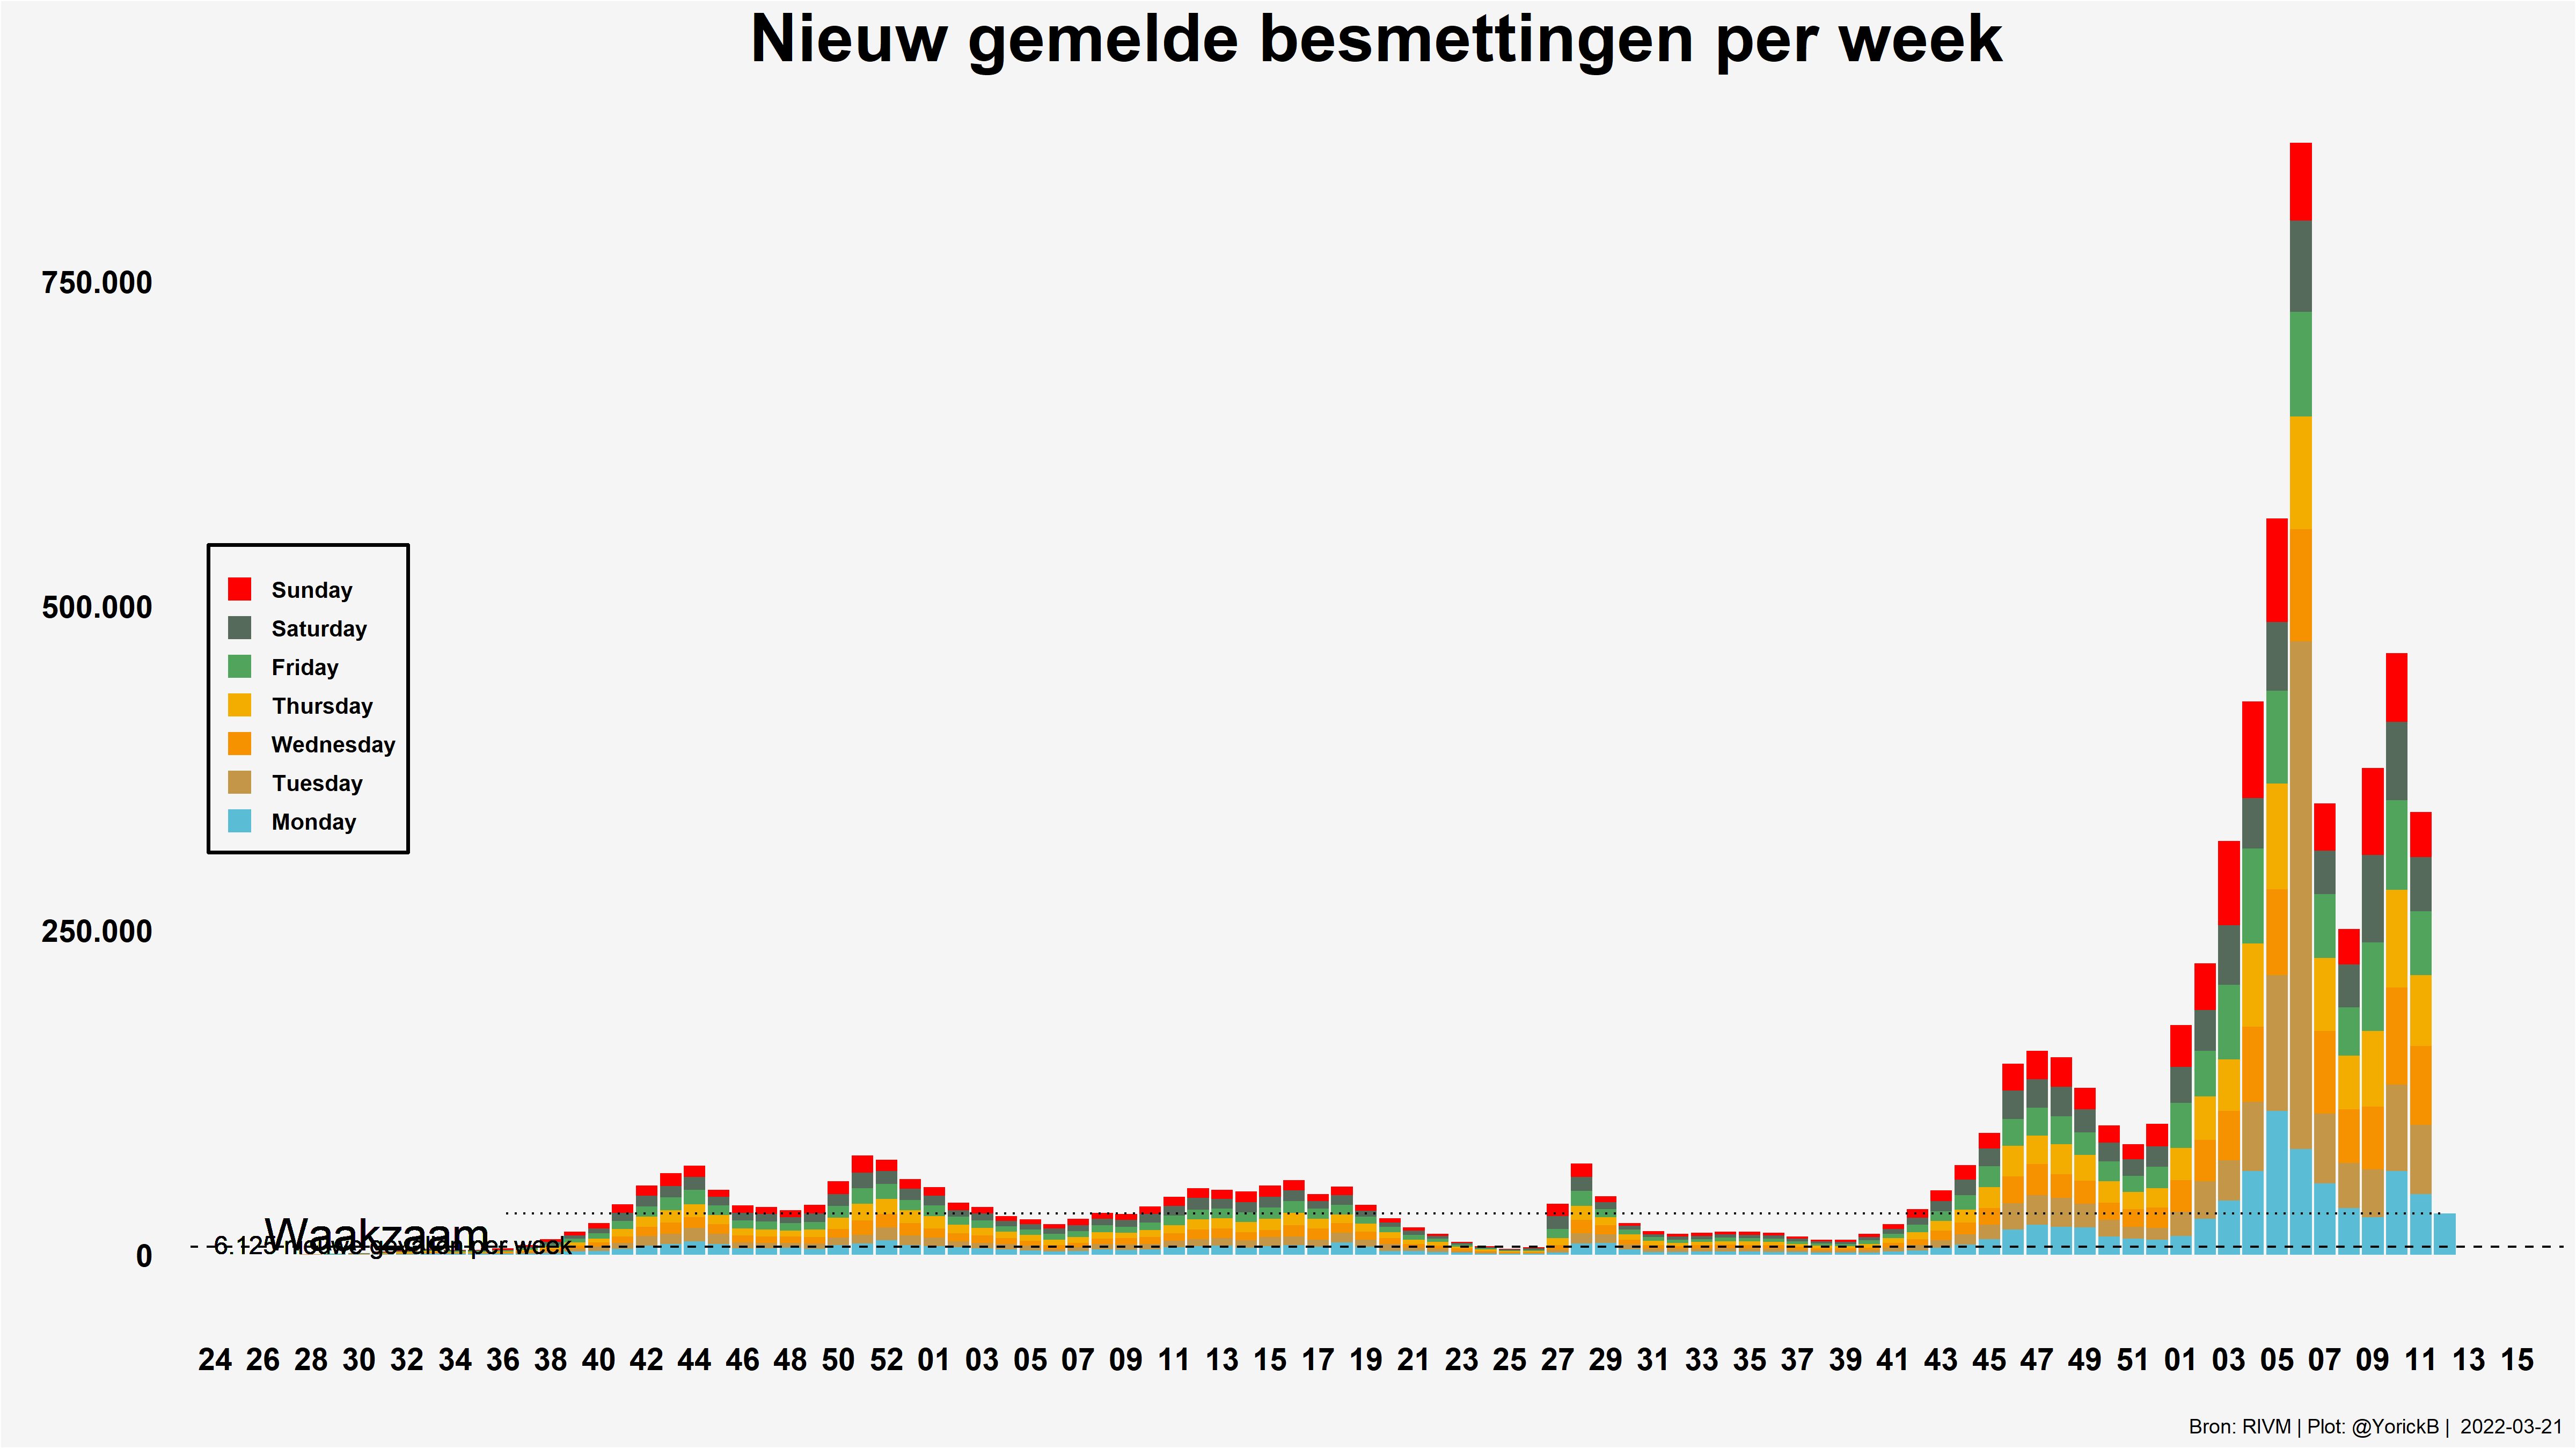 Nieuw gemelde besmettingen per week
750.000
500.000
250.000
0
Sunday
Saturday
Friday
Thursday
Wednesday
Tuesday
Monday
Waakzaam
6.125 nieuwe gevallen per week
24 26 28 30 32 34 36 38 40 42 44 46 48 50 52 01 03 05 07 09 11 13 15 17 19 21 23 25 27 29 31 33 35 37 39 41 43 45 47 49 51 01 03 05 07 09 11 13 15
Bron: RIVM | Plot: @YorickB | 2022-03-21